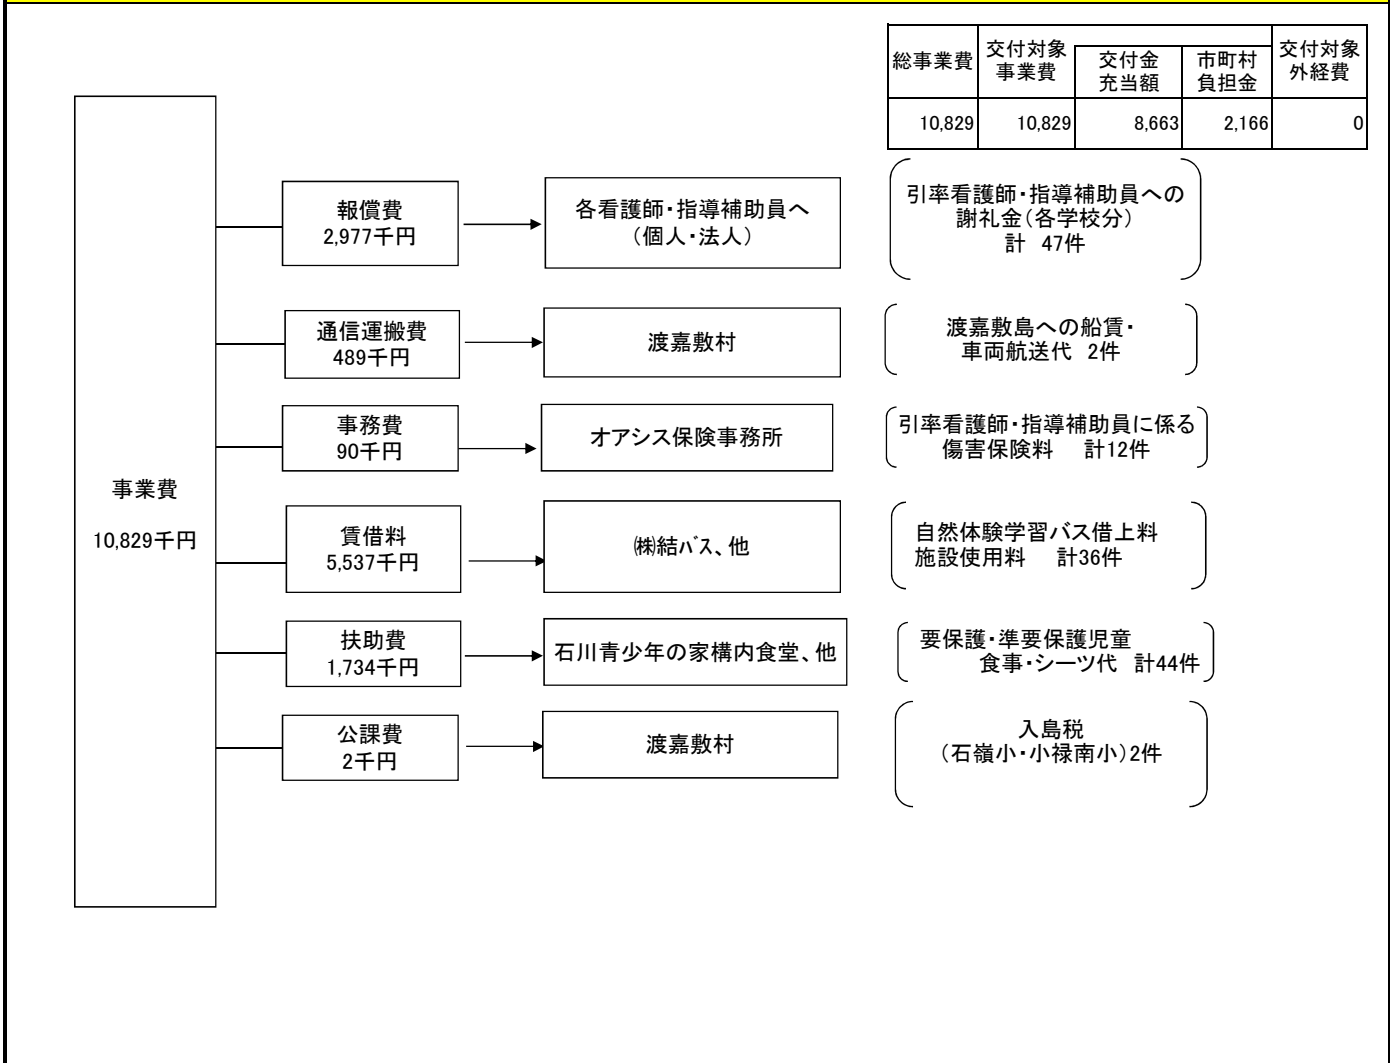 総事業費
交付対象
事業費
交付金
充当額
市町村
負担金
交付対象
外経費
10,829
10,829
8,663
2,166
0
事業費
10,829千円
報償費
2,977千円
各看護師・指導補助員へ
（個人・法人）
引率看護師・指導補助員への
謝礼金（各学校分）
計　47件
通信運搬費
489千円
渡嘉敷村
渡嘉敷島への船賃・
車両航送代　2件
事務費
90千円
オアシス保険事務所
引率看護師・指導補助員に係る
傷害保険料　計12件
賃借料
5,537千円
㈱結バス、他
自然体験学習バス借上料
施設使用料　計36件
扶助費
1,734千円
石川青少年の家構内食堂、他
要保護・準要保護児童
食事・シーツ代　計44件
公課費
2千円
渡嘉敷村
入島税
（石嶺小・小禄南小）2件